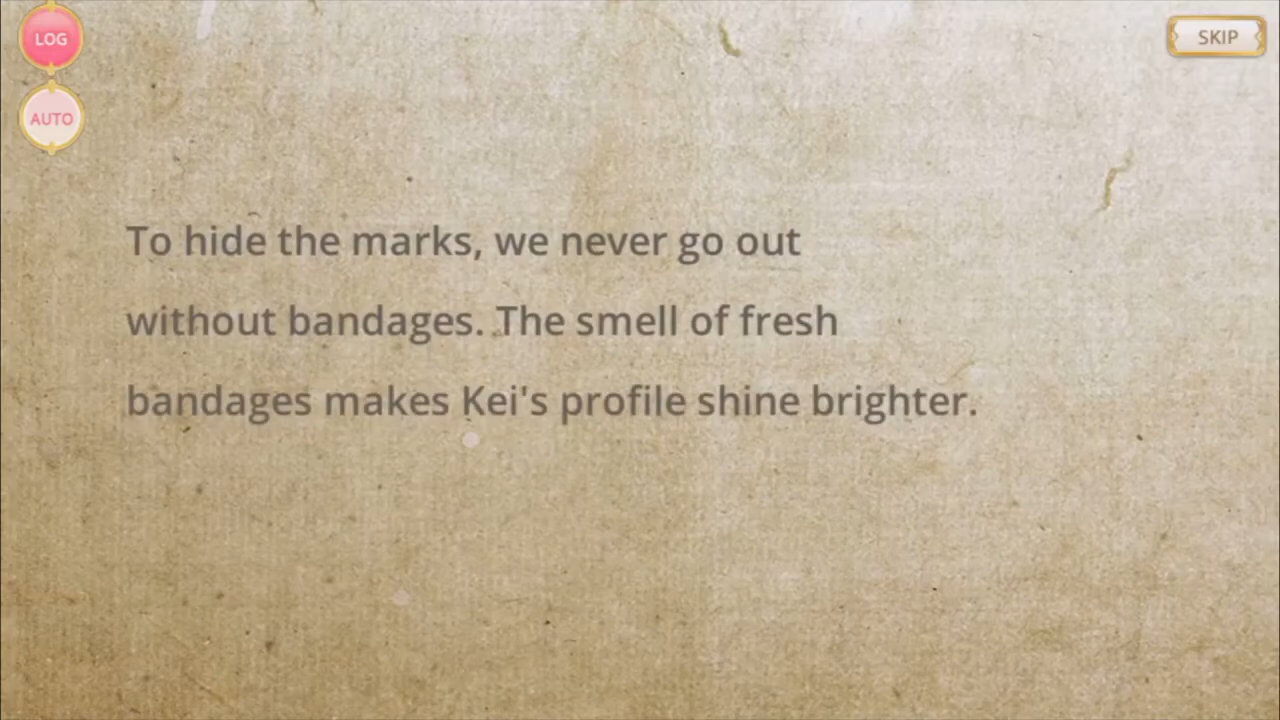 LOG
SKIP
AUTO
To hide the marks, we never go out
without bandages. The smell of fresh
bandages makes Kei's profile shine brighter.